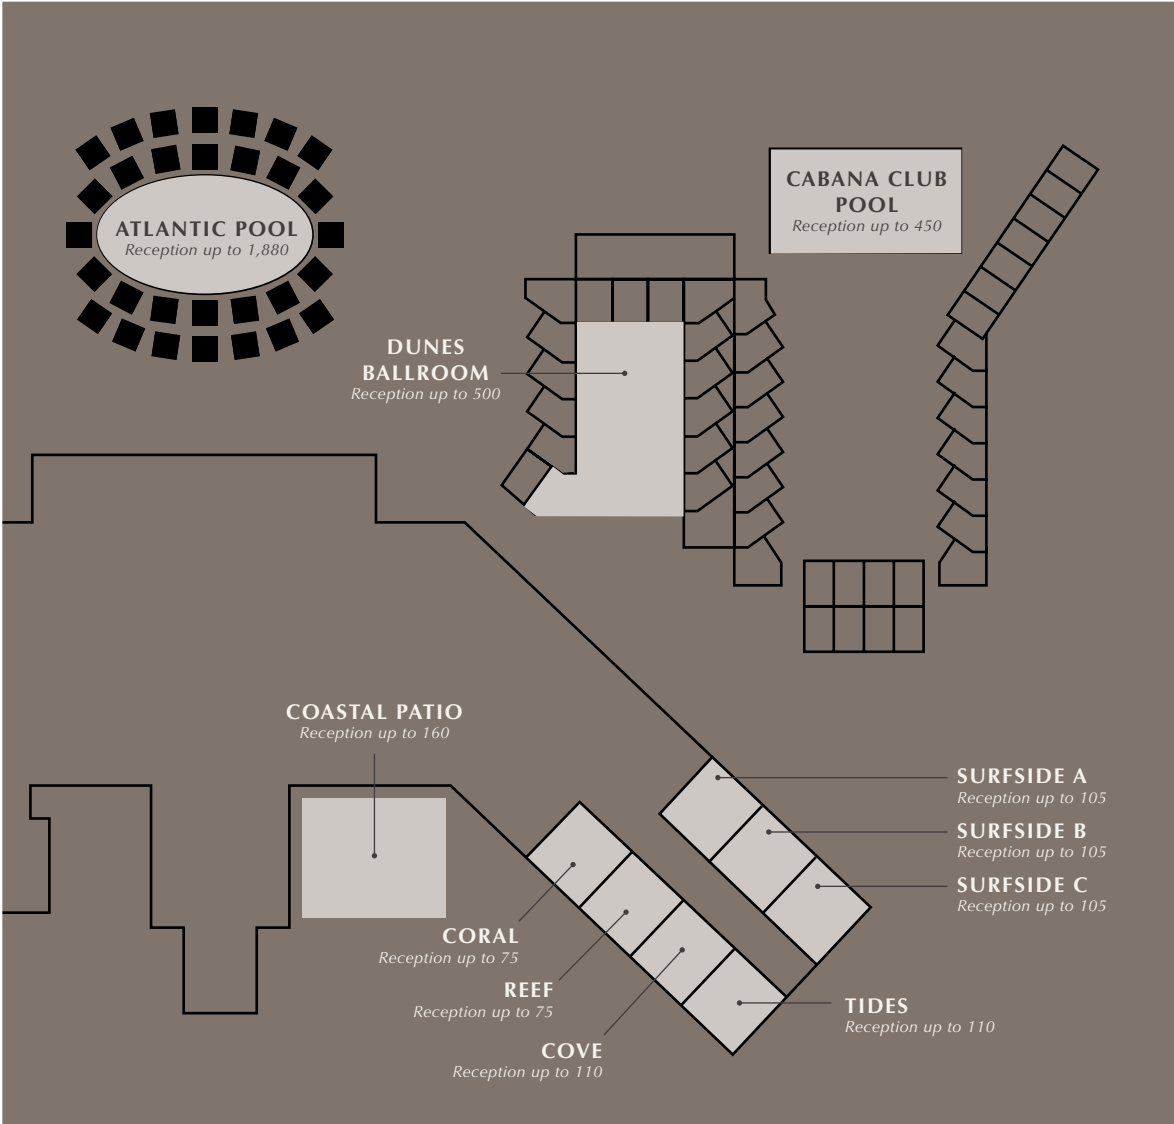 ATLANTIC POOL
Reception up to 1,880
CABANA CLUB
POOL
Reception up to 450
DUNES
BALLROOM
Reception up to 500
COASTAL PATIO
Reception up to 160
SURFSIDE A
Reception up to 105
SURFSIDE B
Reception up to 105
SURFSIDE C
Reception up to 105
CORAL
Reception up to 75
REEF
Reception up to 75
COVE
Reception up to 110
TIDES
Reception up to 110